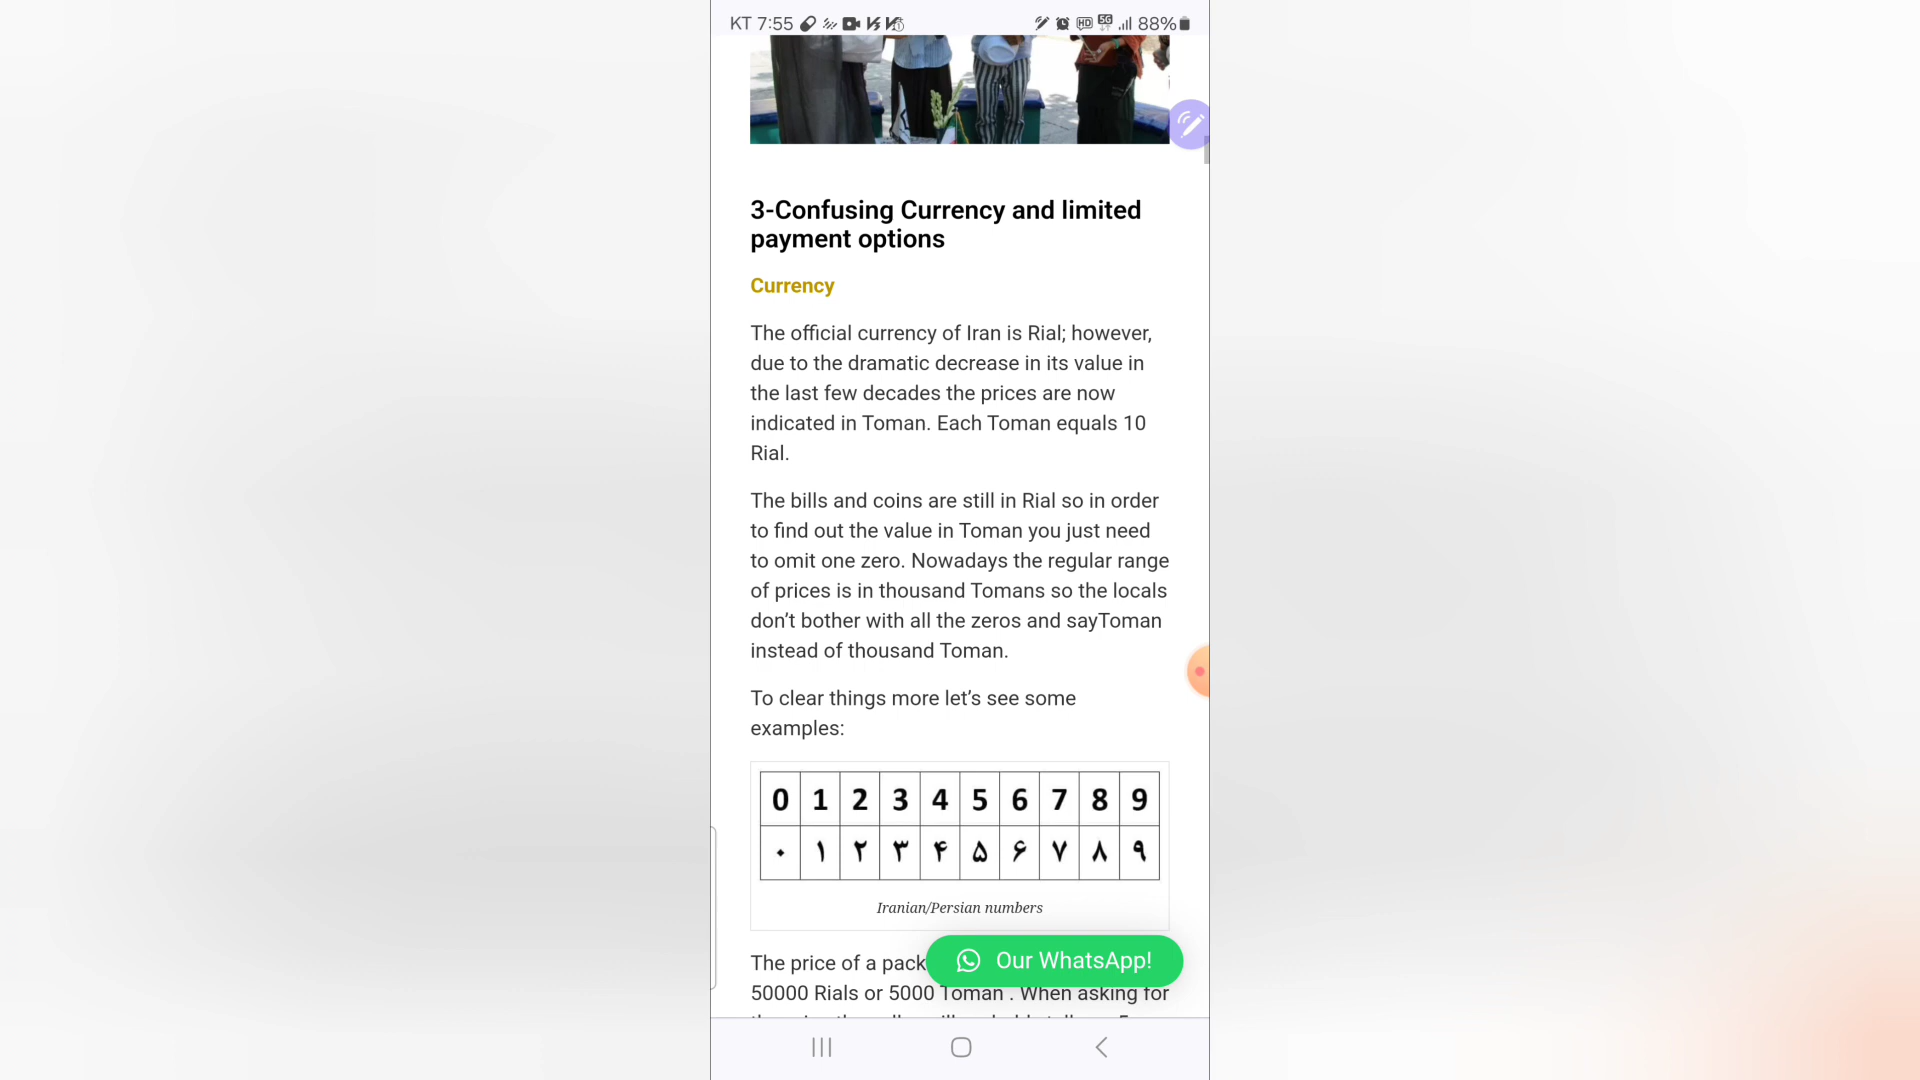 KT 7:55
HD 5G 88%
3-Confusing Currency and limited
payment options
Currency
The official currency of Iran is Rial; however,
due to the dramatic decrease in its value in
the last few decades the prices are now
indicated in Toman. Each Toman equals 10
Rial.
The bills and coins are still in Rial so in order
to find out the value in Toman you just need
to omit one zero. Nowadays the regular range
of prices is in thousand Tomans so the locals
don’t bother with all the zeros and sayToman
instead of thousand Toman.
To clear things more let’s see some
examples:
0 1 2 3 4 5 6 7 8 9
۰ ۱ ۲ ۳ ۴ ۵ ۶ ۷ ۸ ۹
Iranian/Persian numbers
The price of a pack
Our WhatsApp!
50000 Rials or 5000 Toman . When asking for